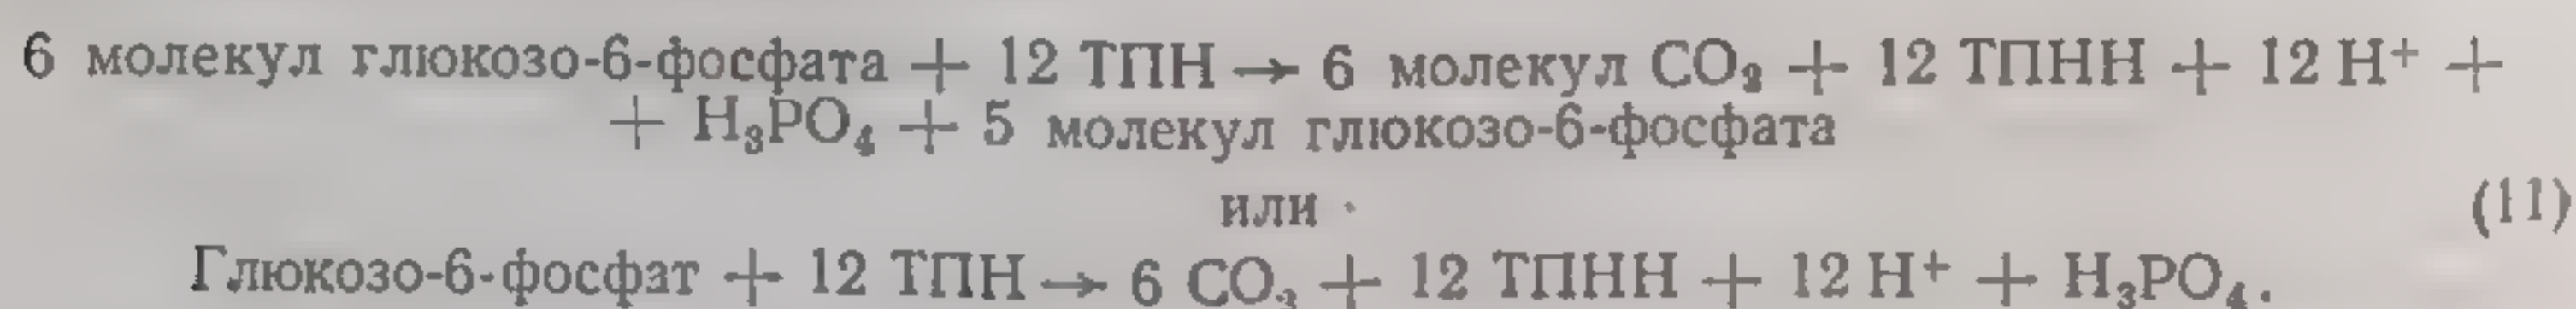 6 молекул глюкозо-6-фосфата + 12 ТПН → 6 молекул CO₂ + 12 ТПНН + 12 H⁺ +
+ H₃PO₄ + 5 молекул глюкозо-6-фосфата
или
(11)
Глюкозо-6-фосфат + 12 ТПН → 6 CO₂ + 12 ТПНН + 12 H⁺ + H₃PO₄.